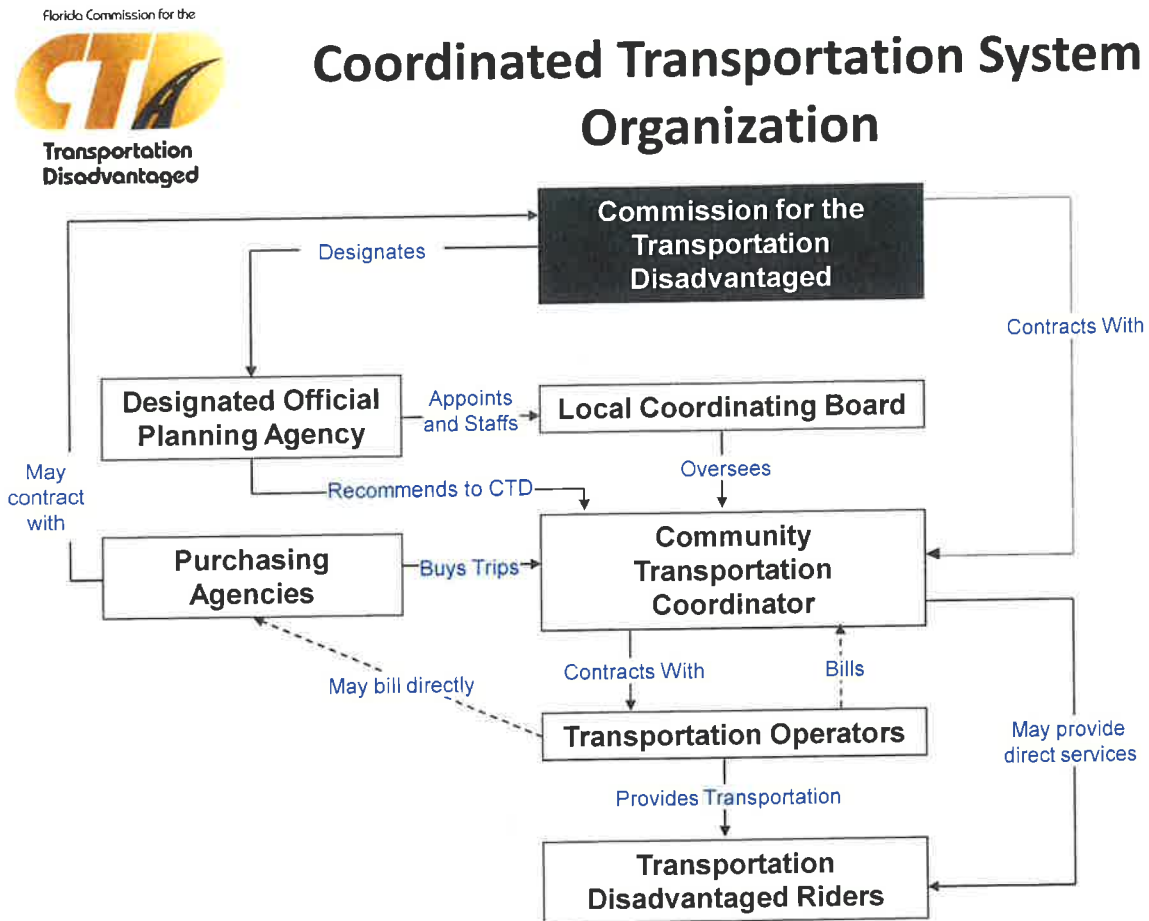 Florida Commission for the
CTD
Transportation
Disadvantaged
Coordinated Transportation System
Organization
Commission for the
Transportation
Disadvantaged
Designates
Contracts With
Designated Official
Planning Agency
Appoints
and Staffs
Local Coordinating Board
May
contract
with
Recommends to CTD
Oversees
Purchasing
Agencies
Buys Trips
Community
Transportation
Coordinator
May bill directly
Contracts With
Bills
Transportation Operators
May provide
direct services
Provides Transportation
Transportation
Disadvantaged Riders